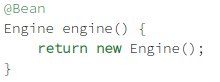 @Bean
Engine engine() {
    return new Engine();
}